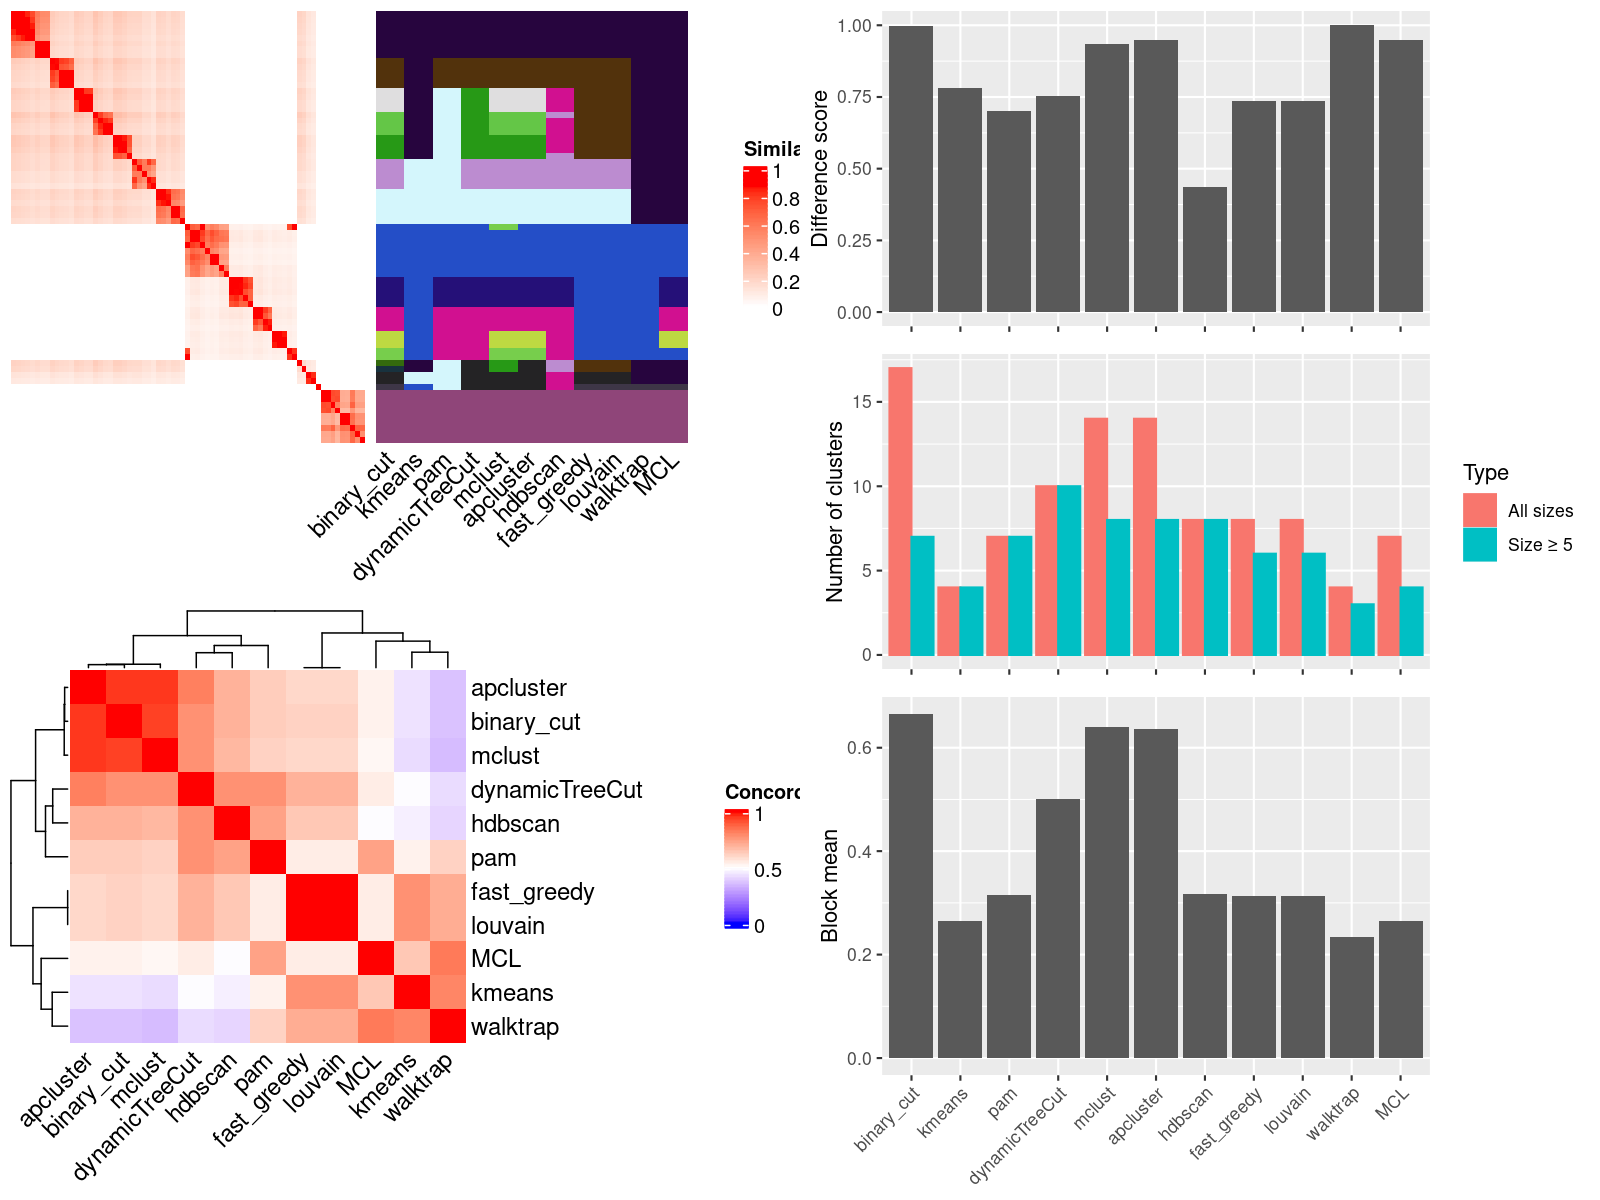 Simila
1
0.8
0.6
0.4
0.2
0
binary_cut
kmeans
pam
dynamicTreeCut
mclust
apcluster
hdbscan
fast_greedy
louvain
walktrap
MCL
Difference score
1.00
0.75
0.50
0.25
0.00
Number of clusters
15
10
5
0
Type
All sizes
Size ≥ 5
apcluster
binary_cut
mclust
dynamicTreeCut
hdbscan
pam
fast_greedy
louvain
MCL
kmeans
walktrap
apcluster
binary_cut
mclust
dynamicTreeCut
hdbscan
pam
fast_greedy
louvain
MCL
kmeans
walktrap
Conco
1
0.5
0
Block mean
0.6
0.4
0.2
0.0
binary_cut
kmeans
pam
dynamicTreeCut
mclust
apcluster
hdbscan
fast_greedy
louvain
walktrap
MCL